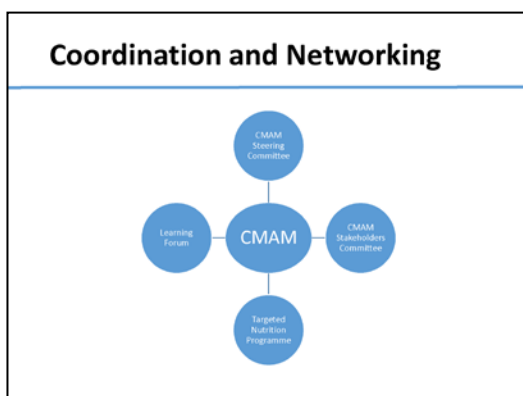 Coordination and Networking
CMAM
Steering
Committee
Learning
Forum
CMAM
CMAM
Stakeholders
Committee
Targeted
Nutrition
Programme